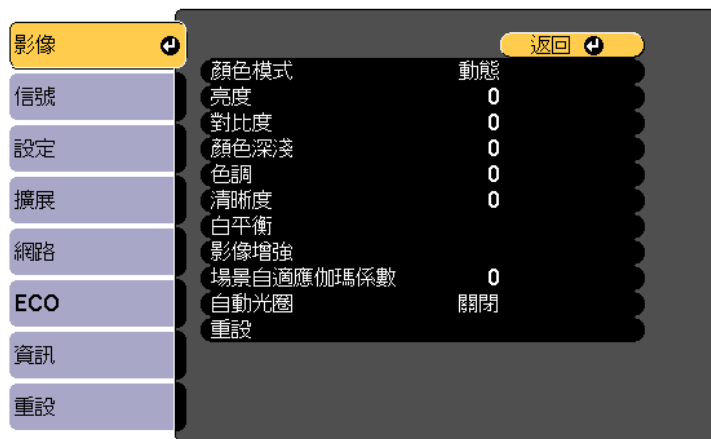 影像
信號
設定
擴展
網路
ECO
資訊
重設
返回
顏色模式 動態
亮度 0
對比度 0
顏色深淺 0
色調 0
清晰度 0
白平衡
影像增強
場景自適應伽瑪係數 0
自動光圈 關閉
重設